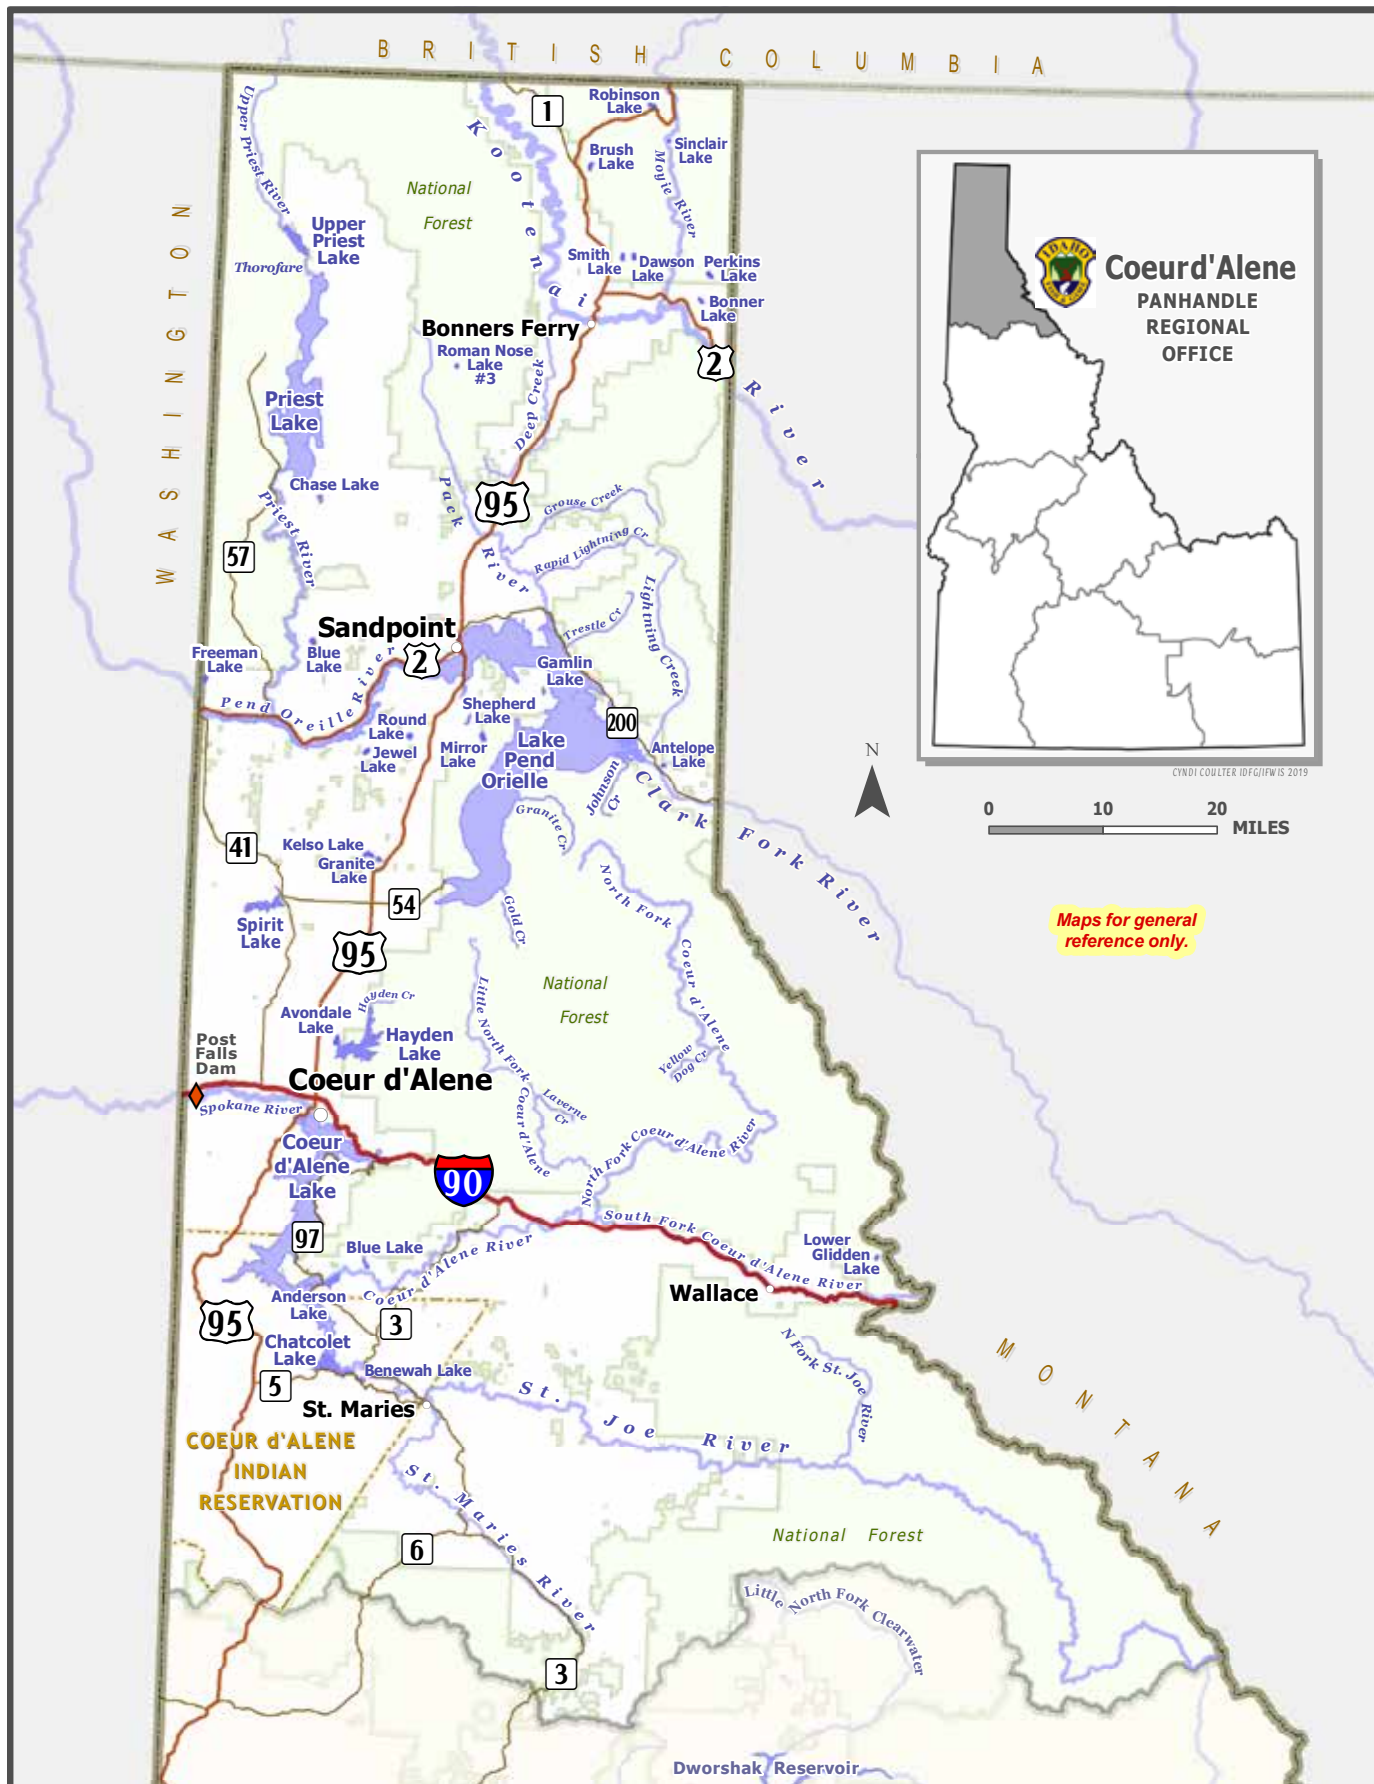 BRITISH COLUMBIA
WASHINGTON
MONTANA
Upper Priest River
Kootenai River
1
Robinson
Lake
Brush
Lake
Sinclair
Lake
Moyie River
National
Forest
Upper
Priest
Lake
Thorofare
Smith
Lake
Dawson
Lake
Perkins
Lake
Bonner
Lake
Bonners Ferry
Roman Nose
Lake
#3
Deep Creek
2
Priest
Lake
Chase Lake
Priest River
Pack River
95
Grouse Creek
Rapid Lightning Cr
Lightning Creek
57
Trestle Cr
Sandpoint
2
Freeman
Lake
Blue
Lake
Pend Oreille River
Gamlin
Lake
Shepherd
Lake
Round
Lake
Jewel
Lake
Mirror
Lake
Lake
Pend
Orielle
200
Antelope
Lake
Johnson
Cr
Clark Fork River
Granite Cr
41
Kelso Lake
Granite
Lake
54
Spirit
Lake
95
Gold Cr
North Fork
Coeur d'Alene
National
Forest
Little North Fork Coeur d'Alene
Hayden Cr
Avondale
Lake
Hayden
Lake
Post
Falls
Dam
Coeur d'Alene
Spokane River
Yellow
Dog Cr
Laverne
Cr
North Fork Coeur d'Alene River
Coeur
d'Alene
Lake
90
97
Blue Lake
Coeur d'Alene River
South Fork Coeur d'Alene River
Lower
Glidden
Lake
Wallace
Anderson
Lake
3
95
Chatcolet
Lake
Benewah Lake
5
St. Maries
N Fork St. Joe River
St. Joe River
COEUR d'ALENE
INDIAN
RESERVATION
St. Maries River
6
National Forest
Little North Fork Clearwater
3
Dworshak Reservoir
IDAHO
FISH & GAME
Coeurd'Alene
PANHANDLE
REGIONAL
OFFICE
CYNDI COULTER IDFG/IFWIS 2019
N
0 10 20
MILES
Maps for general
reference only.